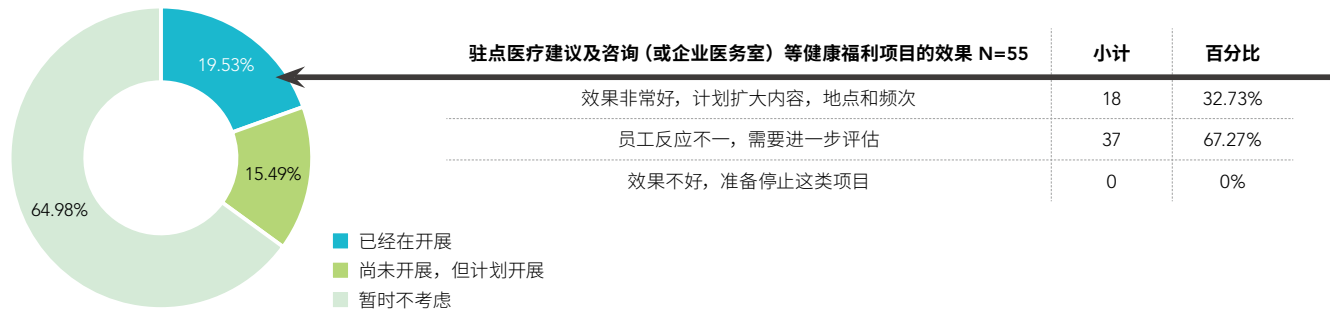 19.53%
15.49%
64.98%
已经在开展
尚未开展，但计划开展
暂时不考虑
驻点医疗建议及咨询（或企业医务室）等健康福利项目的效果 N=55 小计 百分比
效果非常好，计划扩大内容，地点和频次 18 32.73%
员工反应不一，需要进一步评估 37 67.27%
效果不好，准备停止这类项目 0 0%